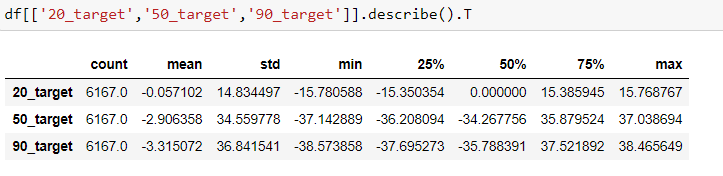 df[['20_target','50_target','90_target']].describe().T
count mean std min 25% 50% 75% max
20_target 6167.0 -0.057102 14.834497 -15.780588 -15.350354 0.000000 15.385945 15.768767
50_target 6167.0 -2.906358 34.559778 -37.142889 -36.208094 -34.267756 35.879524 37.038694
90_target 6167.0 -3.315072 36.841541 -38.573858 -37.695273 -35.788391 37.521892 38.465649